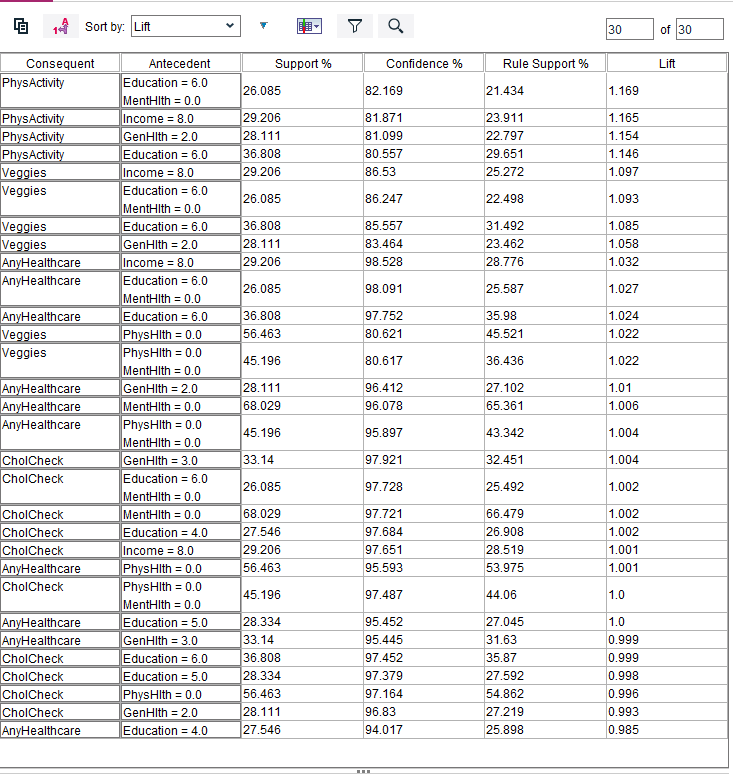 Sort by: Lift 30 of 30
Consequent Antecedent Support % Confidence % Rule Support % Lift
PhysActivity Education = 6.0
MentHlth = 0.0 26.085 82.169 21.434 1.169
PhysActivity Income = 8.0 29.206 81.871 23.911 1.165
PhysActivity GenHlth = 2.0 28.111 81.099 22.797 1.154
PhysActivity Education = 6.0 36.808 80.557 29.651 1.146
Veggies Income = 8.0 29.206 86.53 25.272 1.097
Veggies Education = 6.0
MentHlth = 0.0 26.085 86.247 22.498 1.093
Veggies Education = 6.0 36.808 85.557 31.492 1.085
Veggies GenHlth = 2.0 28.111 83.464 23.462 1.058
AnyHealthcare Income = 8.0 29.206 98.528 28.776 1.032
AnyHealthcare Education = 6.0
MentHlth = 0.0 26.085 98.091 25.587 1.027
AnyHealthcare Education = 6.0 36.808 97.752 35.98 1.024
Veggies PhysHlth = 0.0 56.463 80.621 45.521 1.022
Veggies PhysHlth = 0.0
MentHlth = 0.0 45.196 80.617 36.436 1.022
AnyHealthcare GenHlth = 2.0 28.111 96.412 27.102 1.01
AnyHealthcare MentHlth = 0.0 68.029 96.078 65.361 1.006
AnyHealthcare PhysHlth = 0.0
MentHlth = 0.0 45.196 95.897 43.342 1.004
CholCheck GenHlth = 3.0 33.14 97.921 32.451 1.004
CholCheck Education = 6.0
MentHlth = 0.0 26.085 97.728 25.492 1.002
CholCheck MentHlth = 0.0 68.029 97.721 66.479 1.002
CholCheck Education = 4.0 27.546 97.684 26.908 1.002
CholCheck Income = 8.0 29.206 97.651 28.519 1.001
AnyHealthcare PhysHlth = 0.0 56.463 95.593 53.975 1.001
CholCheck PhysHlth = 0.0
MentHlth = 0.0 45.196 97.487 44.06 1.0
AnyHealthcare Education = 5.0 28.334 95.452 27.045 1.0
AnyHealthcare GenHlth = 3.0 33.14 95.445 31.63 0.999
CholCheck Education = 6.0 36.808 97.452 35.87 0.999
CholCheck Education = 5.0 28.334 97.379 27.592 0.998
CholCheck PhysHlth = 0.0 56.463 97.164 54.862 0.996
CholCheck GenHlth = 2.0 28.111 96.83 27.219 0.993
AnyHealthcare Education = 4.0 27.546 94.017 25.898 0.985